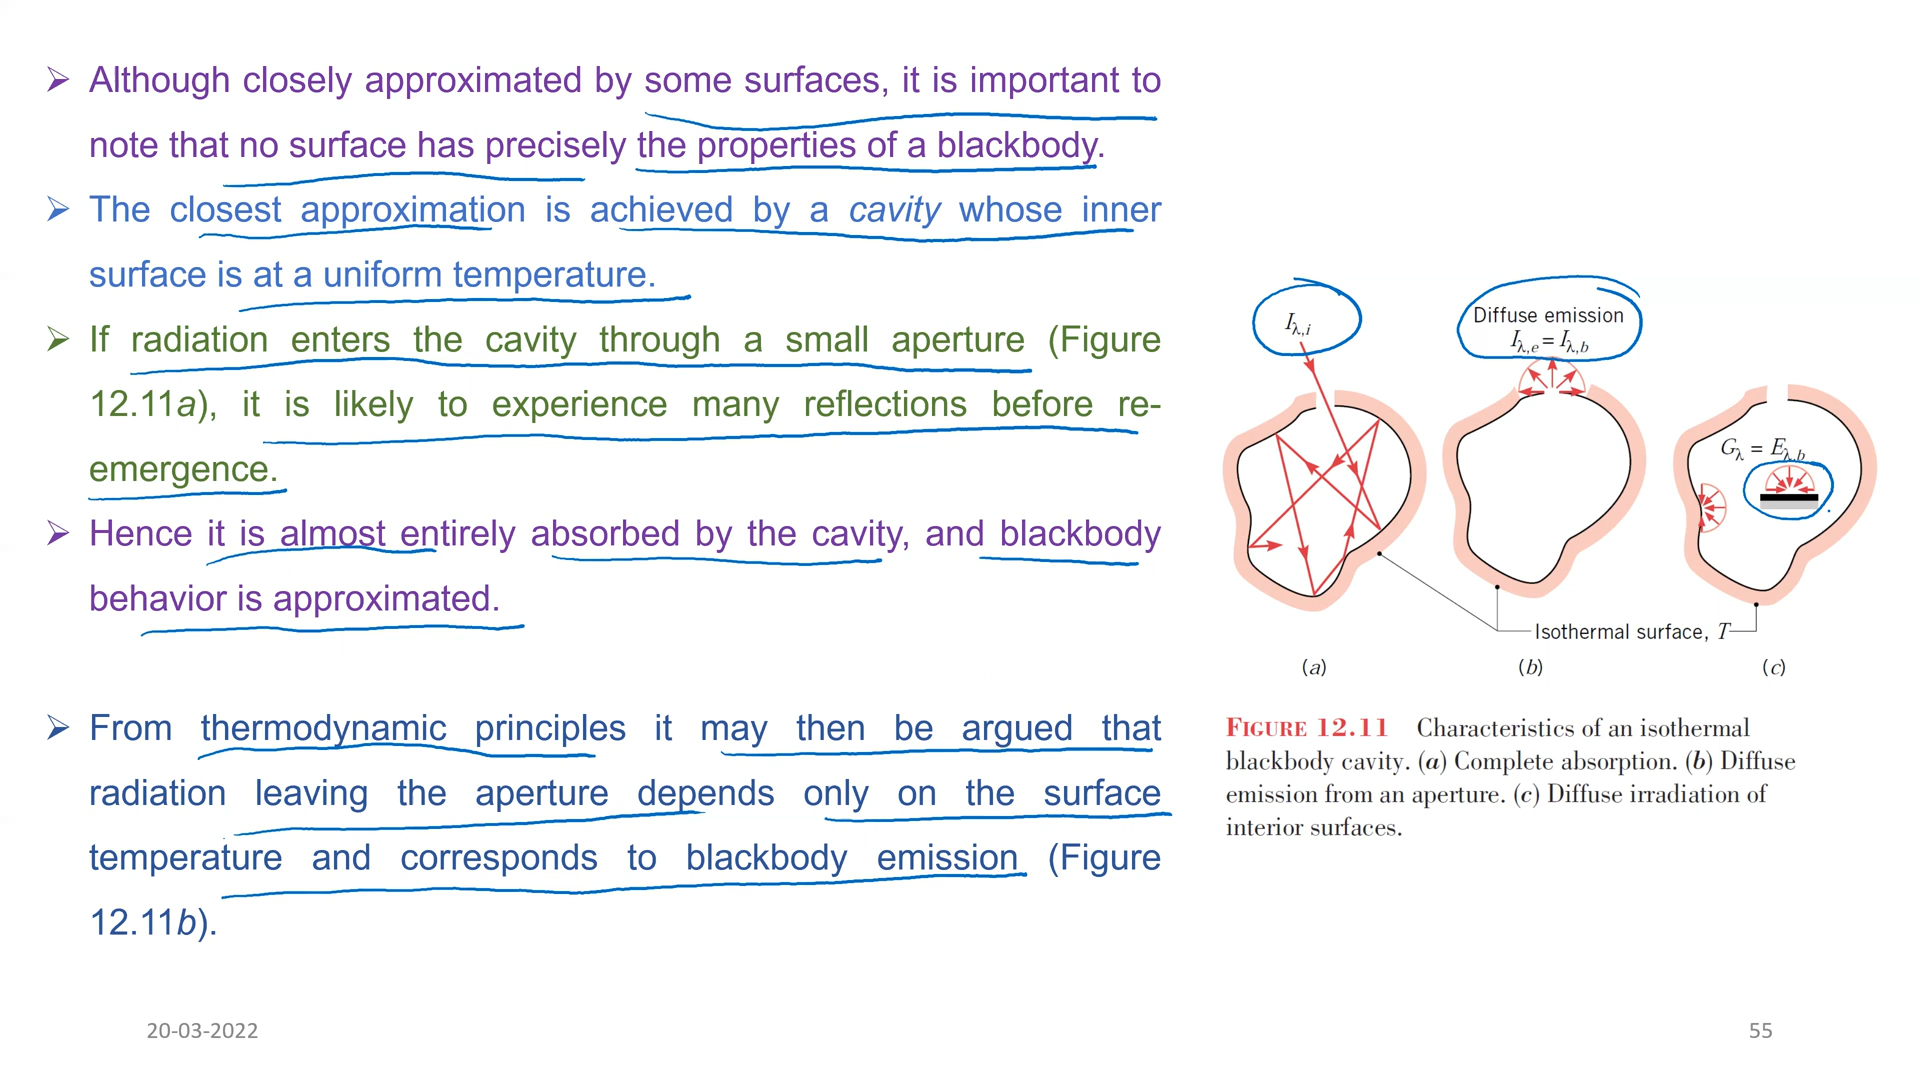 ➢ Although closely approximated by some surfaces, it is important to
note that no surface has precisely the properties of a blackbody.
➢ The closest approximation is achieved by a cavity whose inner
surface is at a uniform temperature.
➢ If radiation enters the cavity through a small aperture (Figure
12.11a), it is likely to experience many reflections before re-
emergence.
➢ Hence it is almost entirely absorbed by the cavity, and blackbody
behavior is approximated.
➢ From thermodynamic principles it may then be argued that
radiation leaving the aperture depends only on the surface
temperature and corresponds to blackbody emission (Figure
12.11b).
Iλ,i
Diffuse emission
Iλ,e = Iλ,b
Gλ = Eλ,b
Isothermal surface, T
(a)
(b)
(c)
FIGURE 12.11 Characteristics of an isothermal
blackbody cavity. (a) Complete absorption. (b) Diffuse
emission from an aperture. (c) Diffuse irradiation of
interior surfaces.
20-03-2022
55